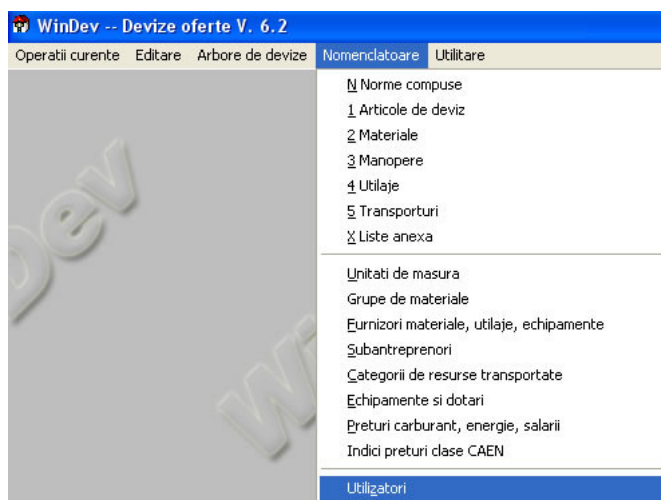 WinDev -- Devize oferte V. 6.2
Operatii curente Editare Arbore de devize Nomenclatoare Utilitare
N Norme compuse
1 Articole de deviz
2 Materiale
3 Manopere
4 Utilaje
5 Transporturi
X Liste anexa
Unitati de masura
Grupe de materiale
Furnizori materiale, utilaje, echipamente
Subantreprenori
Categorii de resurse transportate
Echipamente si dotari
Preturi carburant, energie, salarii
Indici preturi clase CAEN
Utilizatori
Dev
Wi